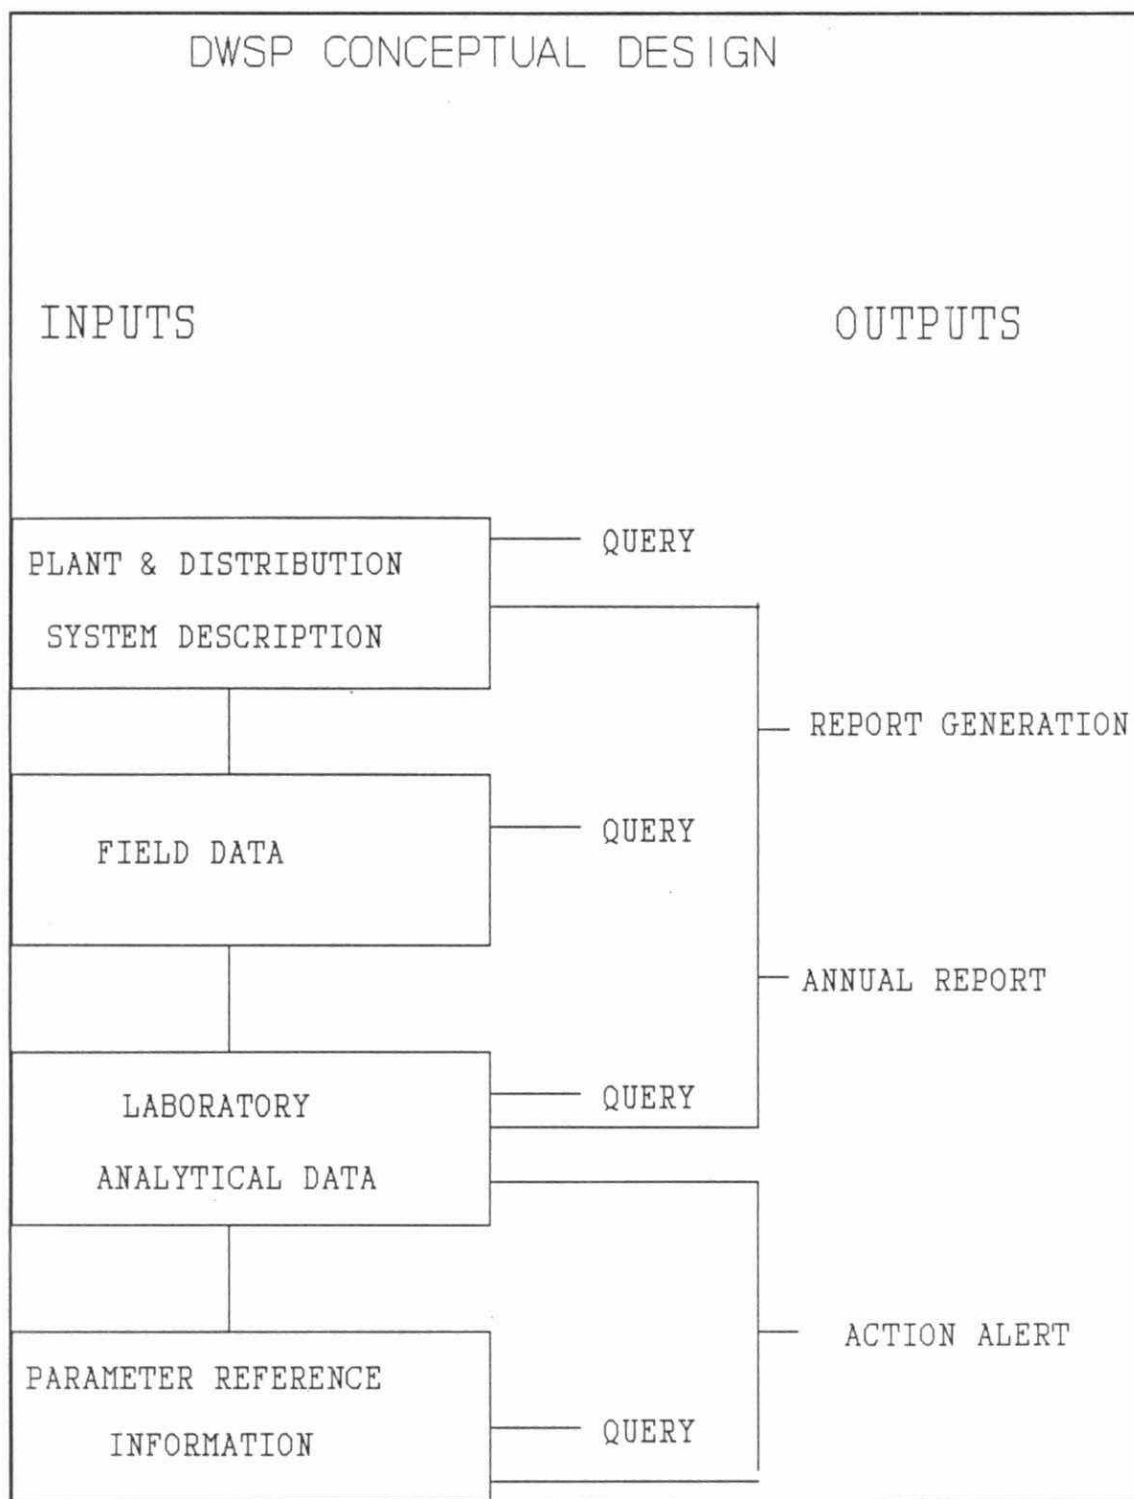 DWSP CONCEPTUAL DESIGN
INPUTS
OUTPUTS
PLANT & DISTRIBUTION
SYSTEM DESCRIPTION
QUERY
REPORT GENERATION
FIELD DATA
QUERY
ANNUAL REPORT
LABORATORY
ANALYTICAL DATA
QUERY
ACTION ALERT
PARAMETER REFERENCE
INFORMATION
QUERY